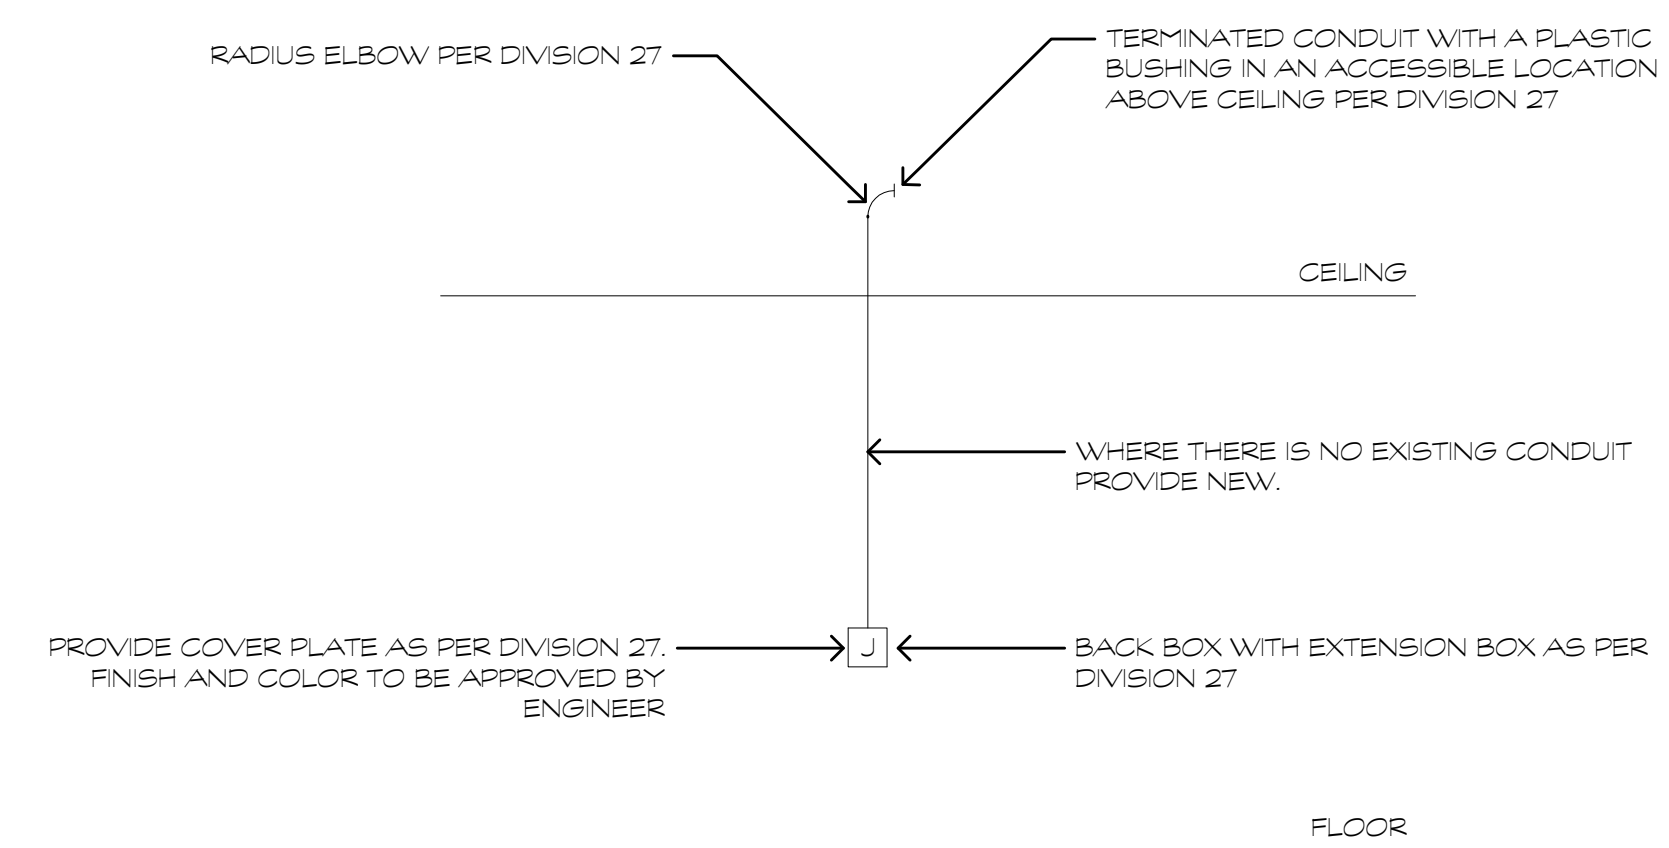 RADIUS ELBOW PER DIVISION 27
TERMINATED CONDUIT WITH A PLASTIC
BUSHING IN AN ACCESSIBLE LOCATION
ABOVE CEILING PER DIVISION 27
CEILING
WHERE THERE IS NO EXISTING CONDUIT
PROVIDE NEW.
PROVIDE COVER PLATE AS PER DIVISION 27.
FINISH AND COLOR TO BE APPROVED BY
ENGINEER
J
BACK BOX WITH EXTENSION BOX AS PER
DIVISION 27
FLOOR